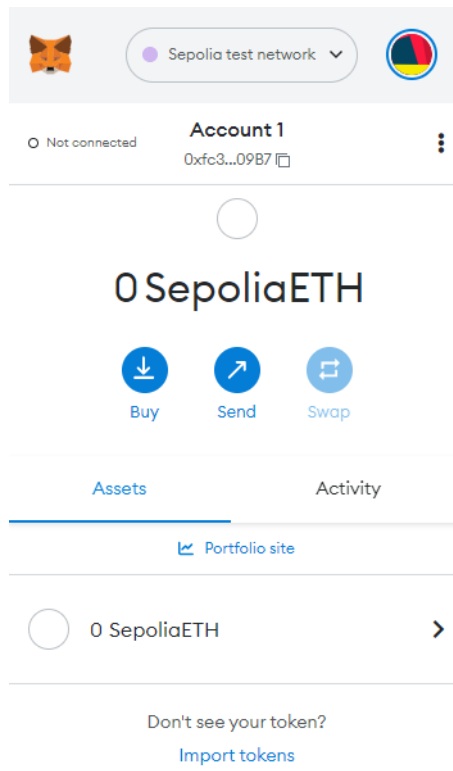 Sepolia test network
Not connected
Account 1
0xfc3...09B7
0 SepoliaETH
Buy
Send
Swap
Assets
Activity
Portfolio site
0 SepoliaETH
Don't see your token?
Import tokens